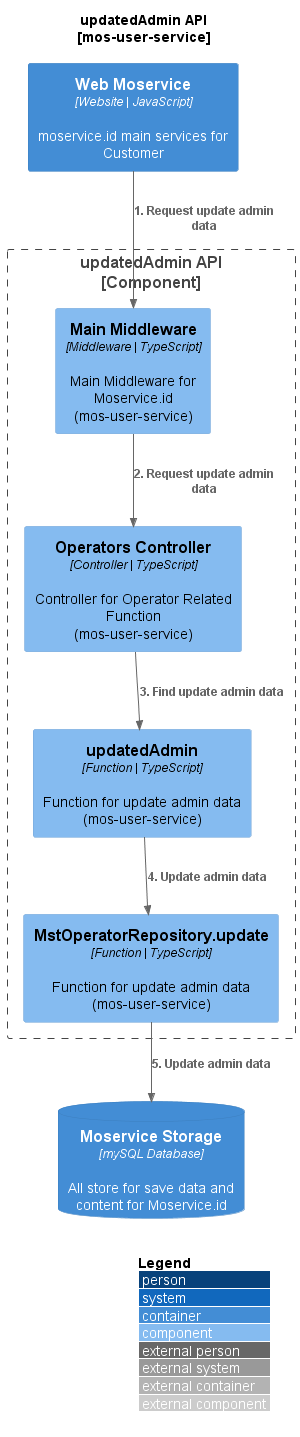 updatedAdmin API
[mos-user-service]
Web Moservice
[Website | JavaScript]
moservice.id main services for
Customer
1. Request update admin
data
updatedAdmin API
[Component]
Main Middleware
[Middleware | TypeScript]
Main Middleware for
Moservice.id
(mos-user-service)
2. Request update admin
data
Operators Controller
[Controller | TypeScript]
Controller for Operator Related
Function
(mos-user-service)
3. Find update admin data
updatedAdmin
[Function | TypeScript]
Function for update admin data
(mos-user-service)
4. Update admin data
MstOperatorRepository.update
[Function | TypeScript]
Function for update admin data
(mos-user-service)
5. Update admin data
Moservice Storage
[mySQL Database]
All store for save data and
content for Moservice.id
Legend
person
system
container
component
external person
external system
external container
external component